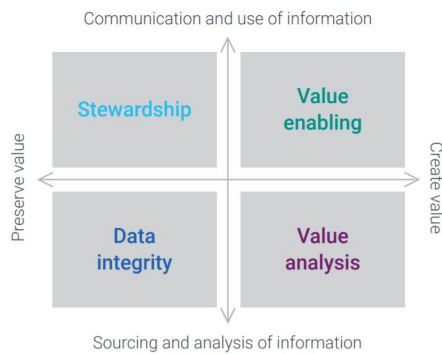 Communication and use of information
Stewardship
Value
enabling
Preserve value
Create value
Data
integrity
Value
analysis
Sourcing and analysis of information